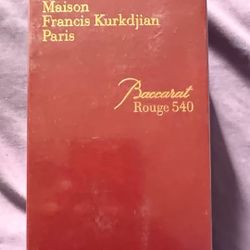 Maison
Francis Kurkdjian
Paris
Baccarat
Rouge 540